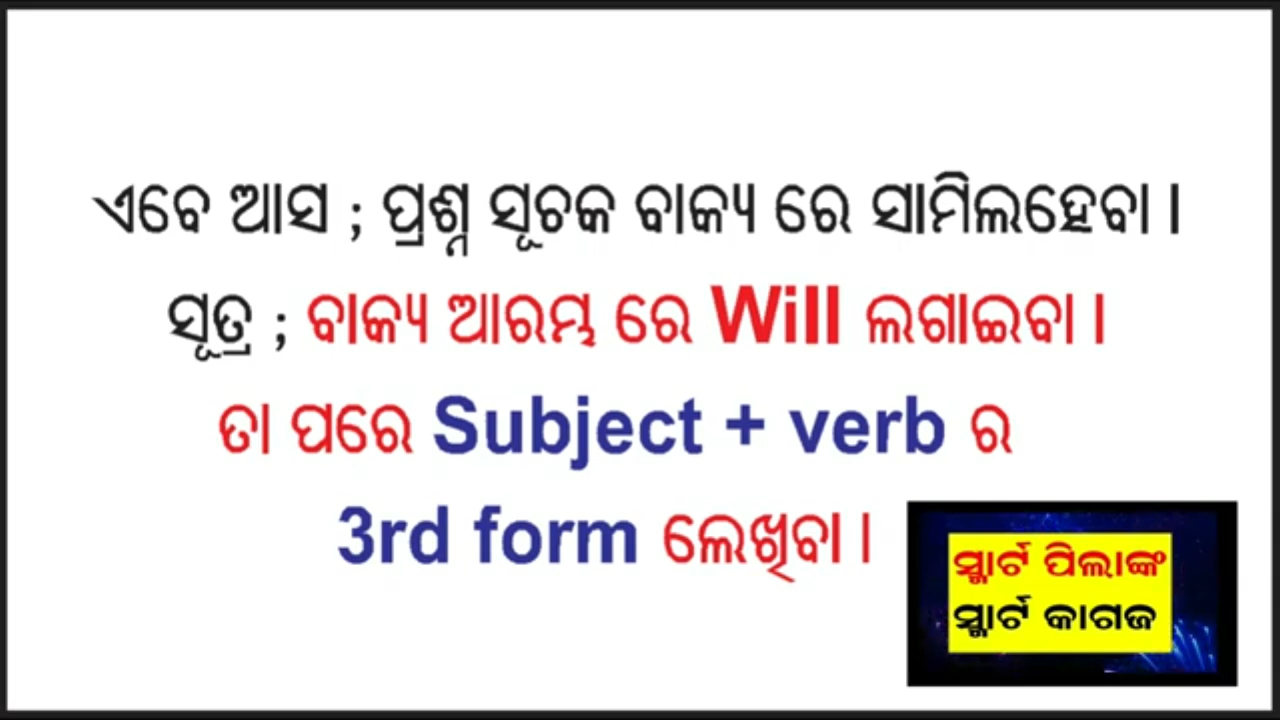 ଏବେ ଆସ ; ପ୍ରଶ୍ନ ସୂଚକ ବାକ୍ୟ ରେ ସାମିଲହେବା ।
ସୂତ୍ର ; ବାକ୍ୟ ଆରମ୍ଭ ରେ Will ଲଗାଇବା ।
ତା ପରେ Subject + verb ର
3rd form ଲେଖିବା ।
ସ୍ମାର୍ଟ ପିଲାଙ୍କ
ସ୍ମାର୍ଟ କାଗଜ